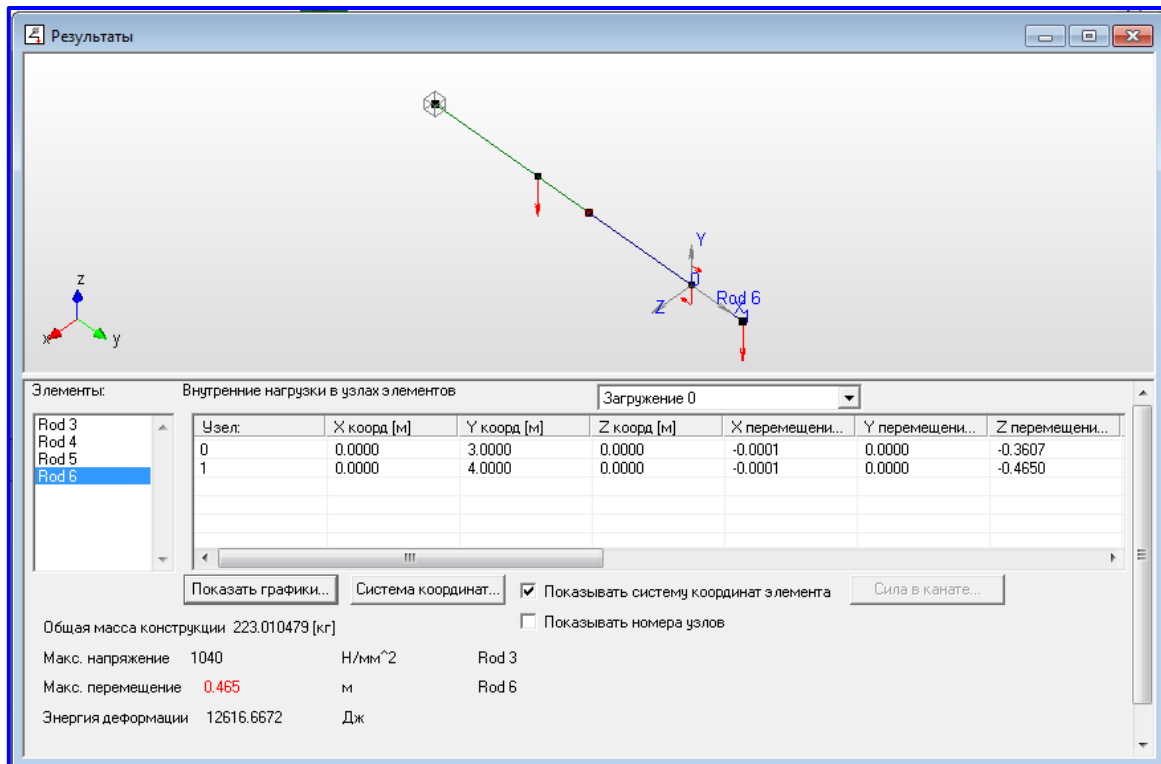 Результаты
Y
0
Z
Rod 6
X
1
z
x
y
Элементы:
Внутренние нагрузки в узлах элементов
Загружение 0
Rod 3
Rod 4
Rod 5
Rod 6
Узел: X коорд [м] Y коорд [м] Z коорд [м] X перемещени... Y перемещени... Z перемещени...
0 0.0000 3.0000 0.0000 -0.0001 0.0000 -0.3607
1 0.0000 4.0000 0.0000 -0.0001 0.0000 -0.4650
Показать графики... Система координат... Показывать систему координат элемента Сила в канате...
Показывать номера узлов
Общая масса конструкции 223.010479 [кг]
Макс. напряжение 1040 Н/мм^2 Rod 3
Макс. перемещение 0.465 м Rod 6
Энергия деформации 12616.6672 Дж